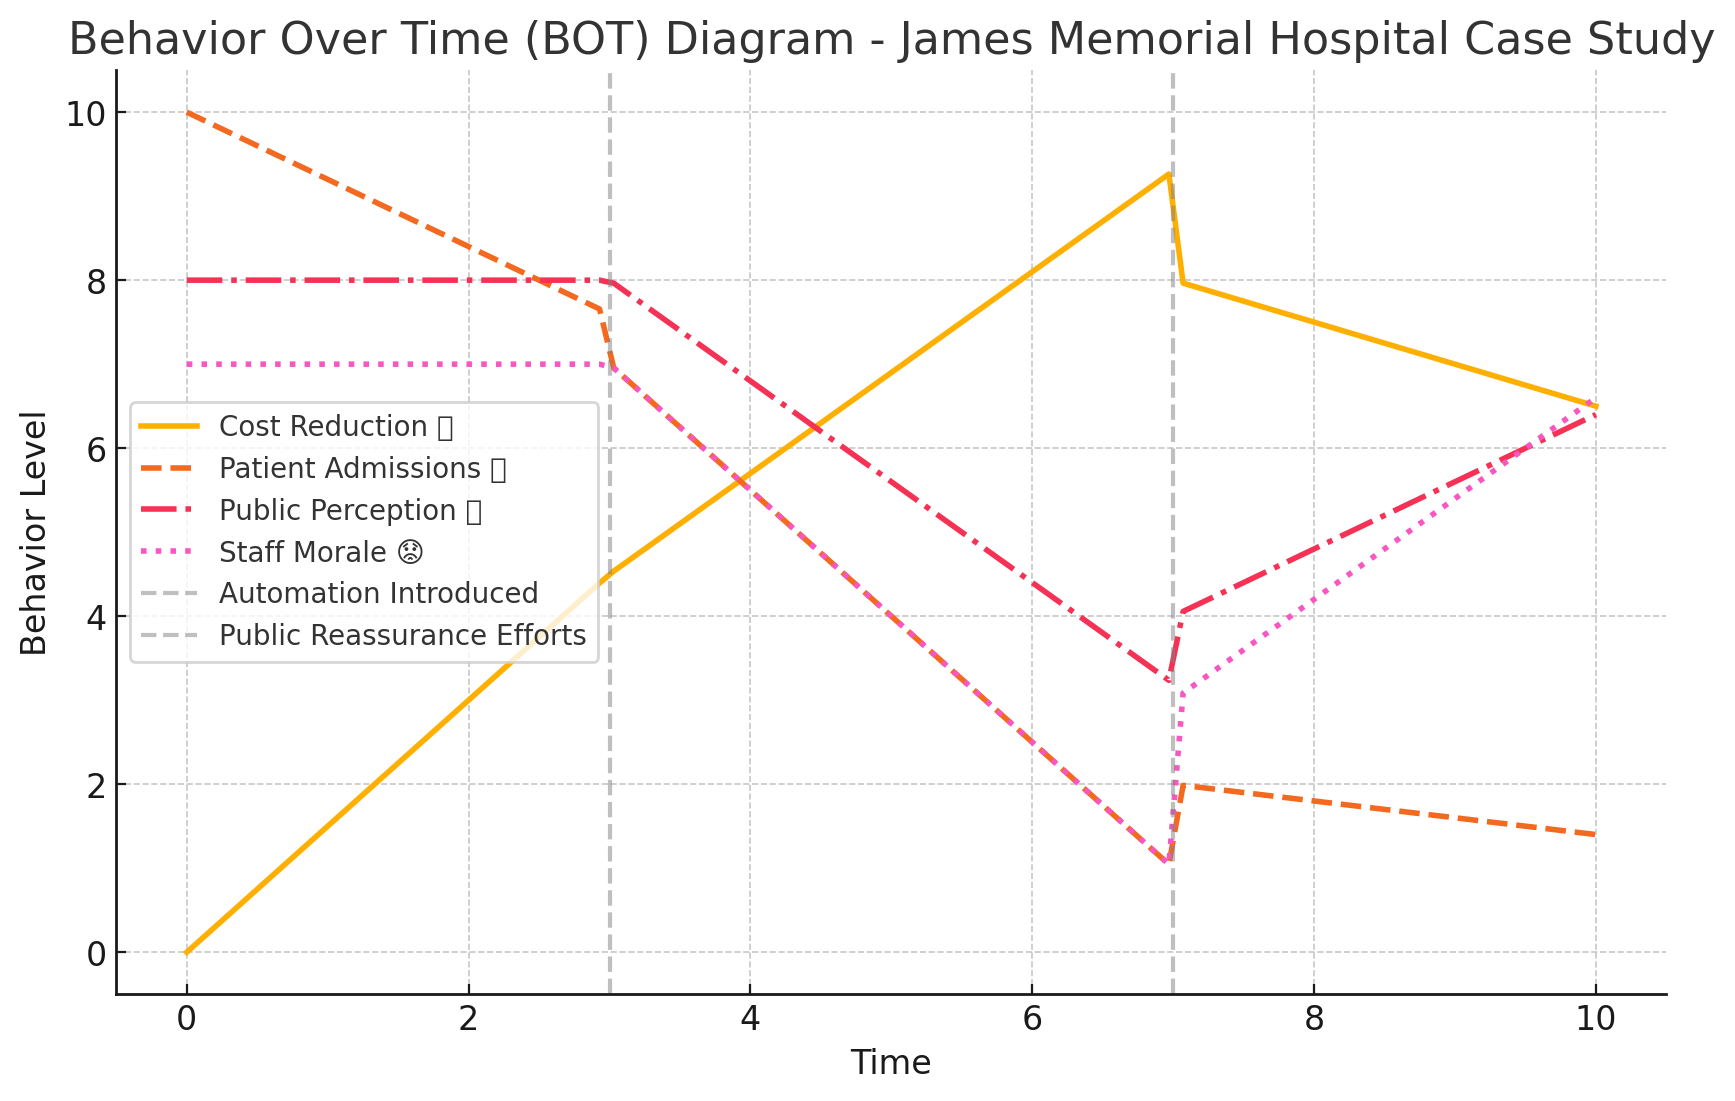 Behavior Over Time (BOT) Diagram - James Memorial Hospital Case Study
Behavior Level
10
8
6
4
2
0
Cost Reduction
Patient Admissions
Public Perception
Staff Morale 😟
Automation Introduced
Public Reassurance Efforts
0 2 4 6 8 10
Time